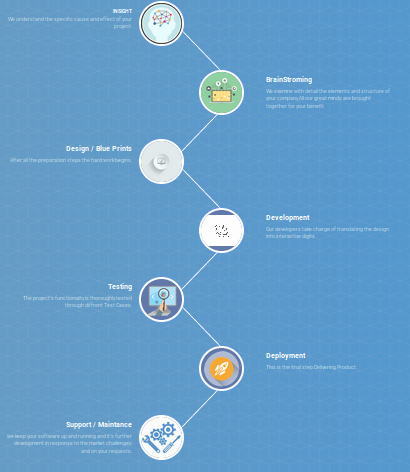 INSIGHT
We understand the specific cause and effect of your
project.
BrainStroming
We examine with detail the elements and structure of
your company.All our great minds are brought
together for your benefit
Design / Blue Prints
After all the preparation steps the hard work begins.
Development
Our developers take charge of translating the design
into interactive digital.
Testing
The project's functionality is thoroughly tested
through diffrent Test Cases.
Deployment
This is the final step Delivering Product.
Support / Maintance
we keep your software up and running and it's further
development in response to the market challenges
and on your requests.